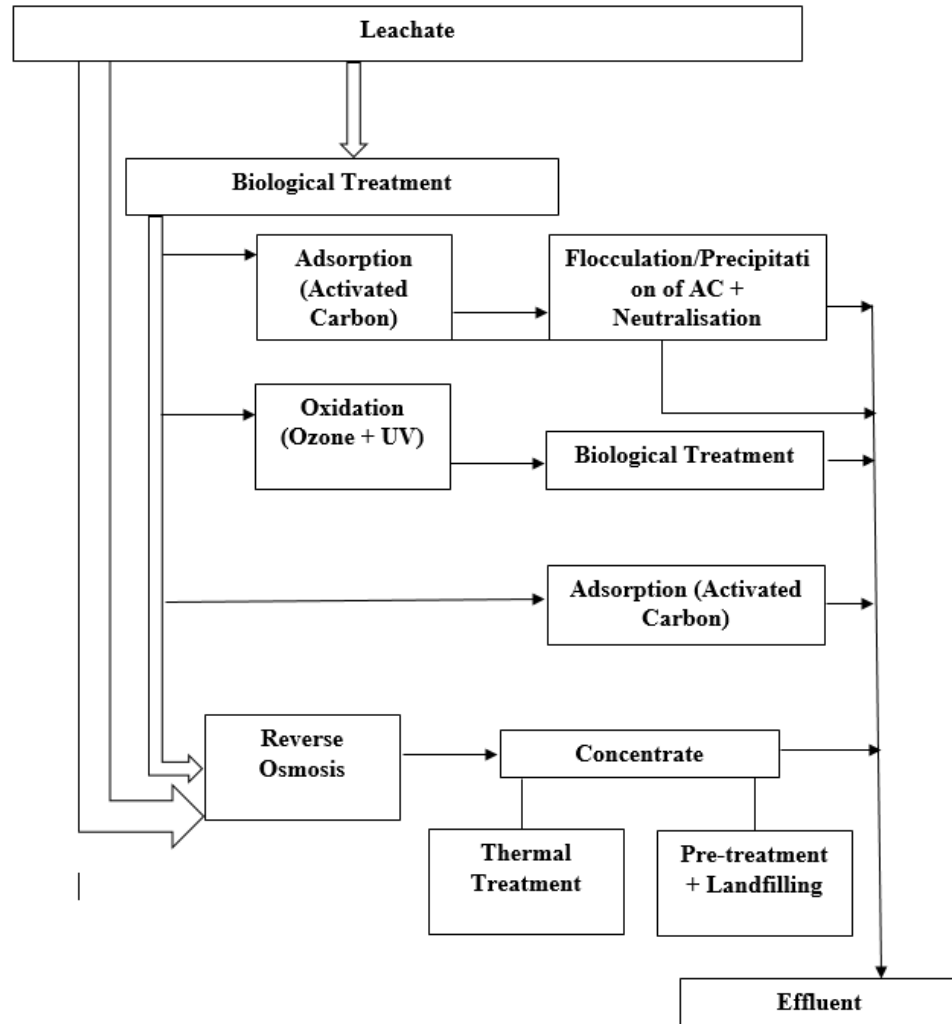 Leachate
Biological Treatment
Adsorption
(Activated
Carbon)
Flocculation/Precipitati
on of AC +
Neutralisation
Oxidation
(Ozone + UV)
Biological Treatment
Adsorption (Activated
Carbon)
Reverse
Osmosis
Concentrate
Thermal
Treatment
Pre-treatment
+ Landfilling
Effluent